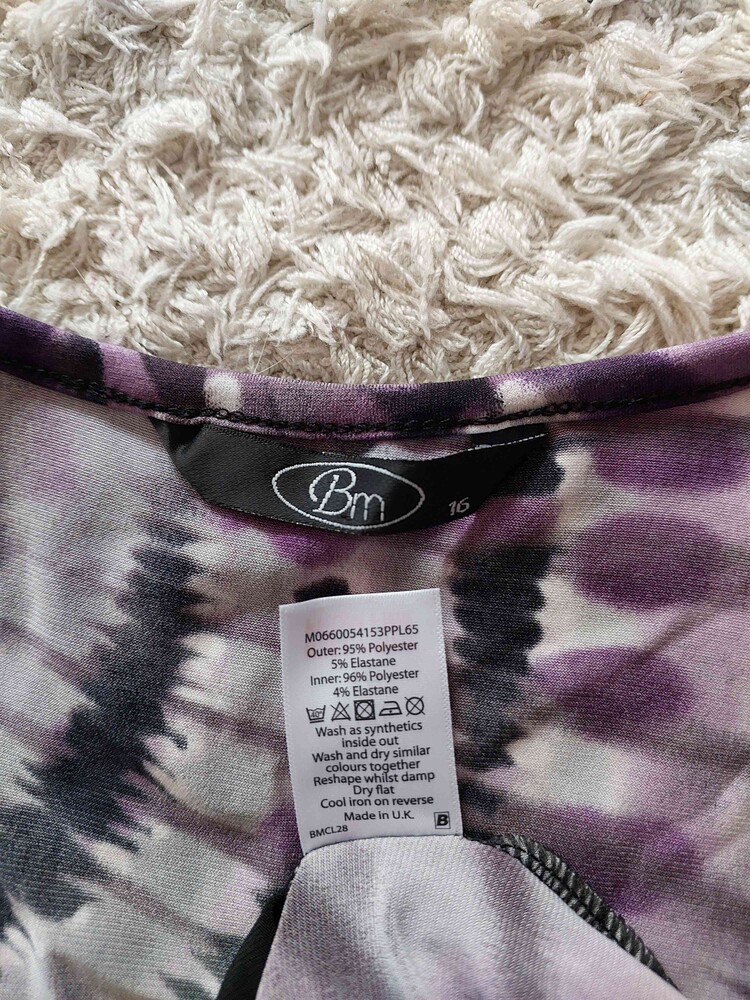 Bm
16
M0660054153PPL65
Outer: 95% Polyester
5% Elastane
Inner: 96% Polyester
4% Elastane
40°
Wash as synthetics
inside out
Wash and dry similar
colours together
Reshape whilst damp
Dry flat
Cool iron on reverse
Made in U.K.
BMCL28
B